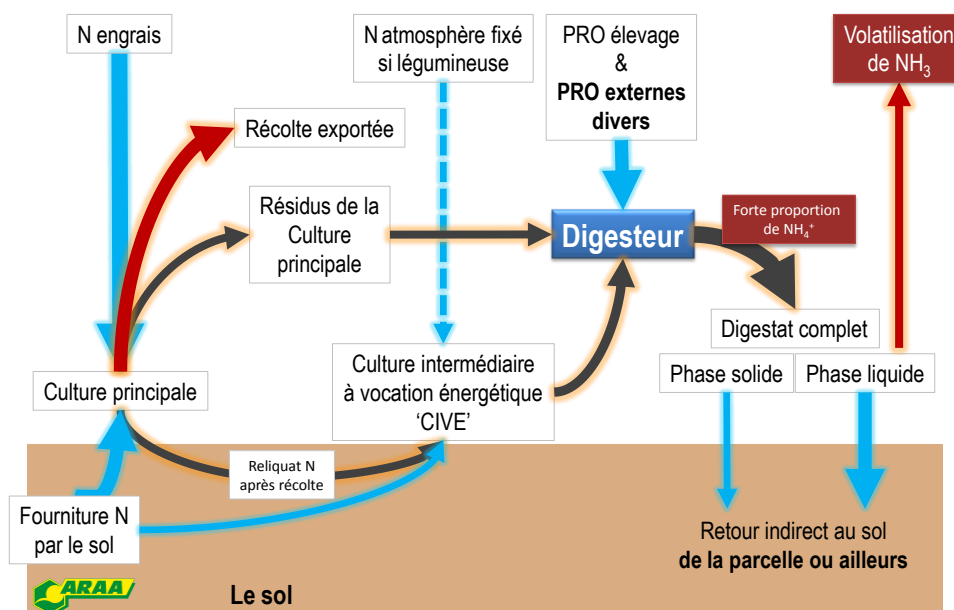 N engrais
N atmosphère fixé
si légumineuse
PRO élevage
&
PRO externes
divers
Volatilisation
de NH₃
Récolte exportée
Résidus de la
Culture
principale
Digesteur
Forte proportion
de NH₄⁺
Digestat complet
Culture principale
Culture intermédiaire
à vocation énergétique
‘CIVE’
Phase solide
Phase liquide
Reliquat N
après récolte
Fourniture N
par le sol
Retour indirect au sol
de la parcelle ou ailleurs
ARAA
Le sol